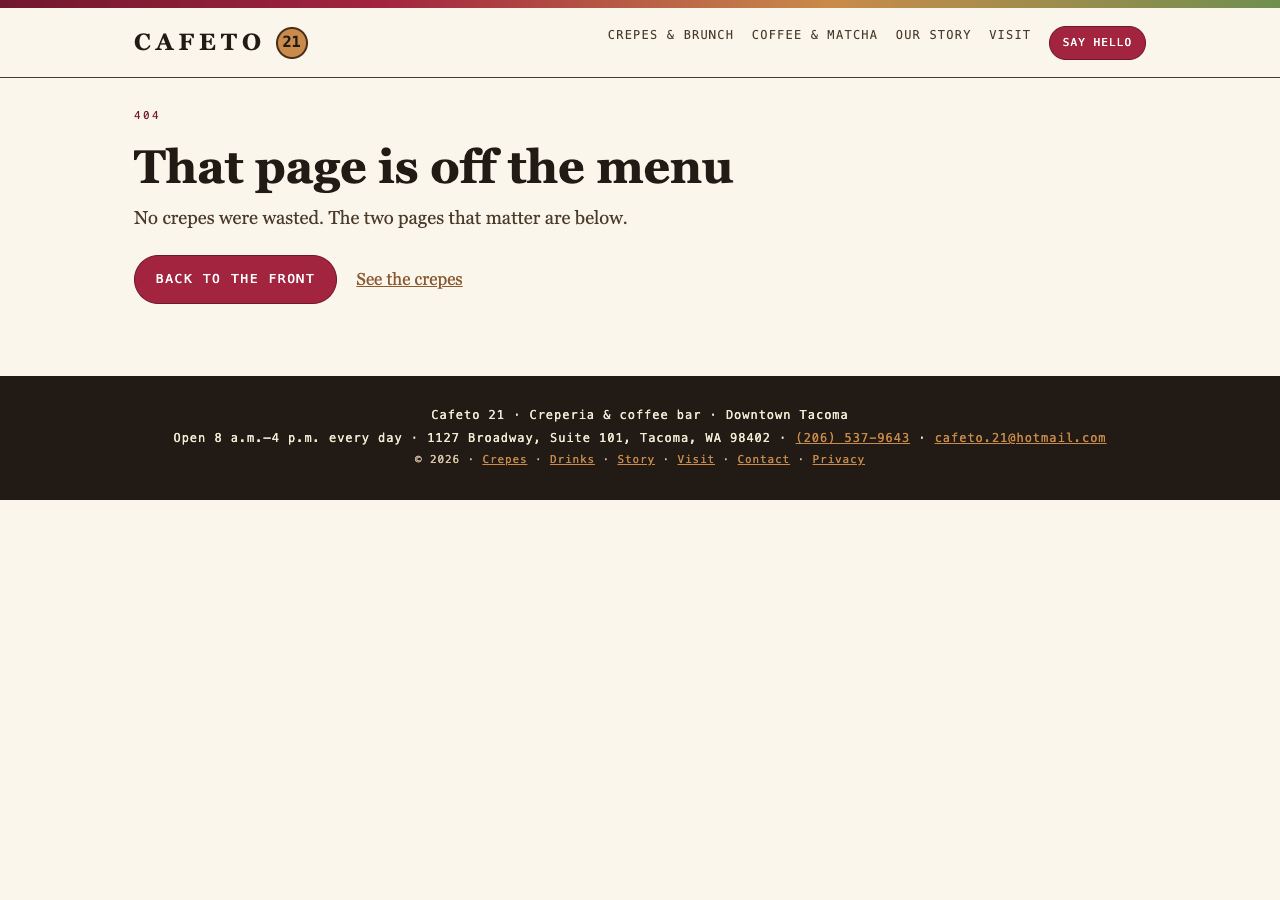 CAFETO 21
CREPES & BRUNCH COFFEE & MATCHA OUR STORY VISIT SAY HELLO
404
That page is off the menu
No crepes were wasted. The two pages that matter are below.
BACK TO THE FRONT See the crepes
Cafeto 21 · Creperia & coffee bar · Downtown Tacoma
Open 8 a.m.–4 p.m. every day · 1127 Broadway, Suite 101, Tacoma, WA 98402 · (206) 537-9643 · cafeto.21@hotmail.com
© 2026 · Crepes · Drinks · Story · Visit · Contact · Privacy